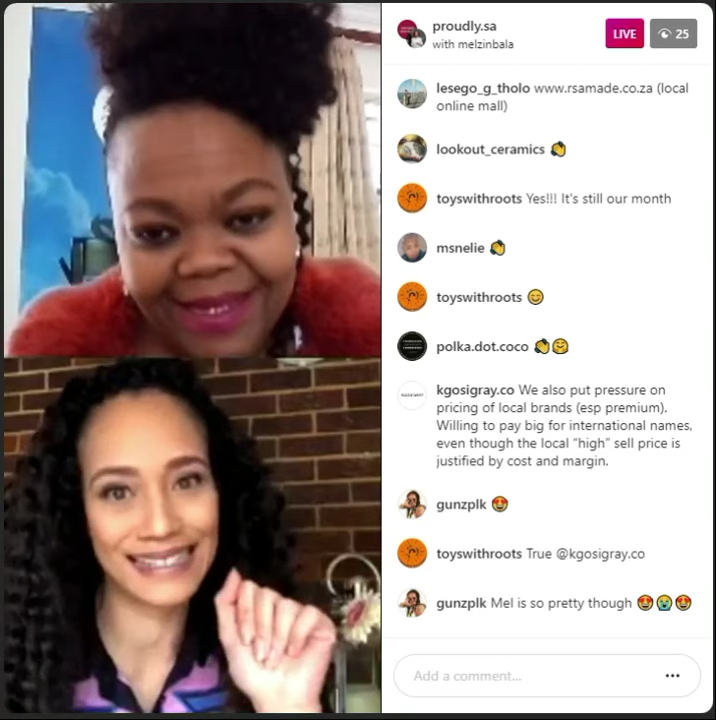 proudly.sa
with melzinbala
LIVE
25
lesego_g_tholo www.rsamade.co.za (local
online mall)
lookout_ceramics 👏
toyswithroots Yes!!! It's still our month
msnelie 👏
toyswithroots 😊
polka.dot.coco 👏🤗
kgosigray.co We also put pressure on
pricing of local brands (esp premium).
Willing to pay big for international names,
even though the local "high" sell price is
justified by cost and margin.
gunzplk 😍
toyswithroots True @kgosigray.co
gunzplk Mel is so pretty though 😍😭😍
Add a comment...